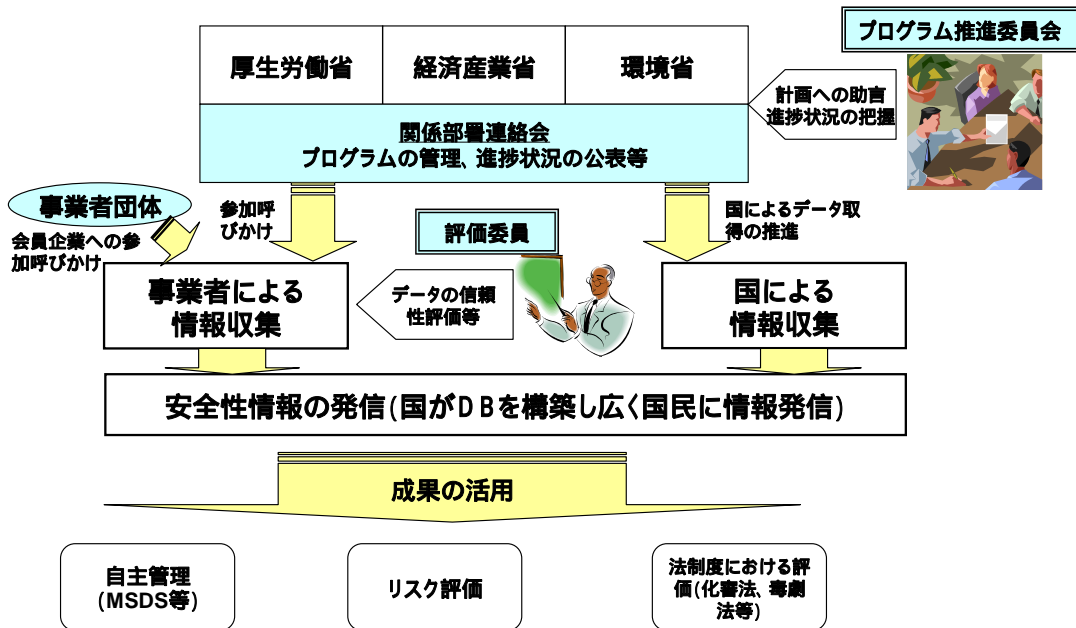 プログラム推進委員会
厚生労働省
経済産業省
環境省
計画への助言
進捗状況の把握
関係部署連絡会
プログラムの管理、進捗状況の公表等
事業者団体
会員企業への参
加呼びかけ
参加呼
びかけ
評価委員
国によるデータ取
得の推進
事業者による
情報収集
データの信頼
性評価等
国による
情報収集
安全性情報の発信(国がDBを構築し広く国民に情報発信)
成果の活用
自主管理
(MSDS等)
リスク評価
法制度における評
価(化審法、毒劇
法等)